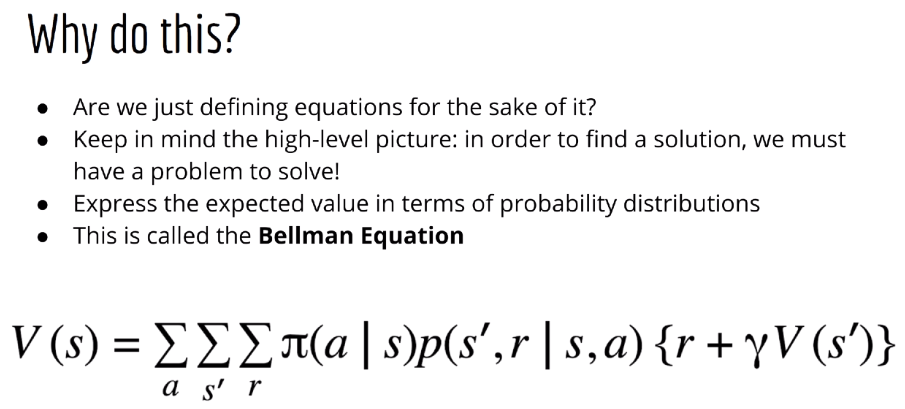 Why do this?
● Are we just defining equations for the sake of it?
● Keep in mind the high-level picture: in order to find a solution, we must
have a problem to solve!
● Express the expected value in terms of probability distributions
● This is called the Bellman Equation
V(s) = ∑∑∑π(a | s)p(s′, r | s, a) {r + γV(s′)}
a s′ r